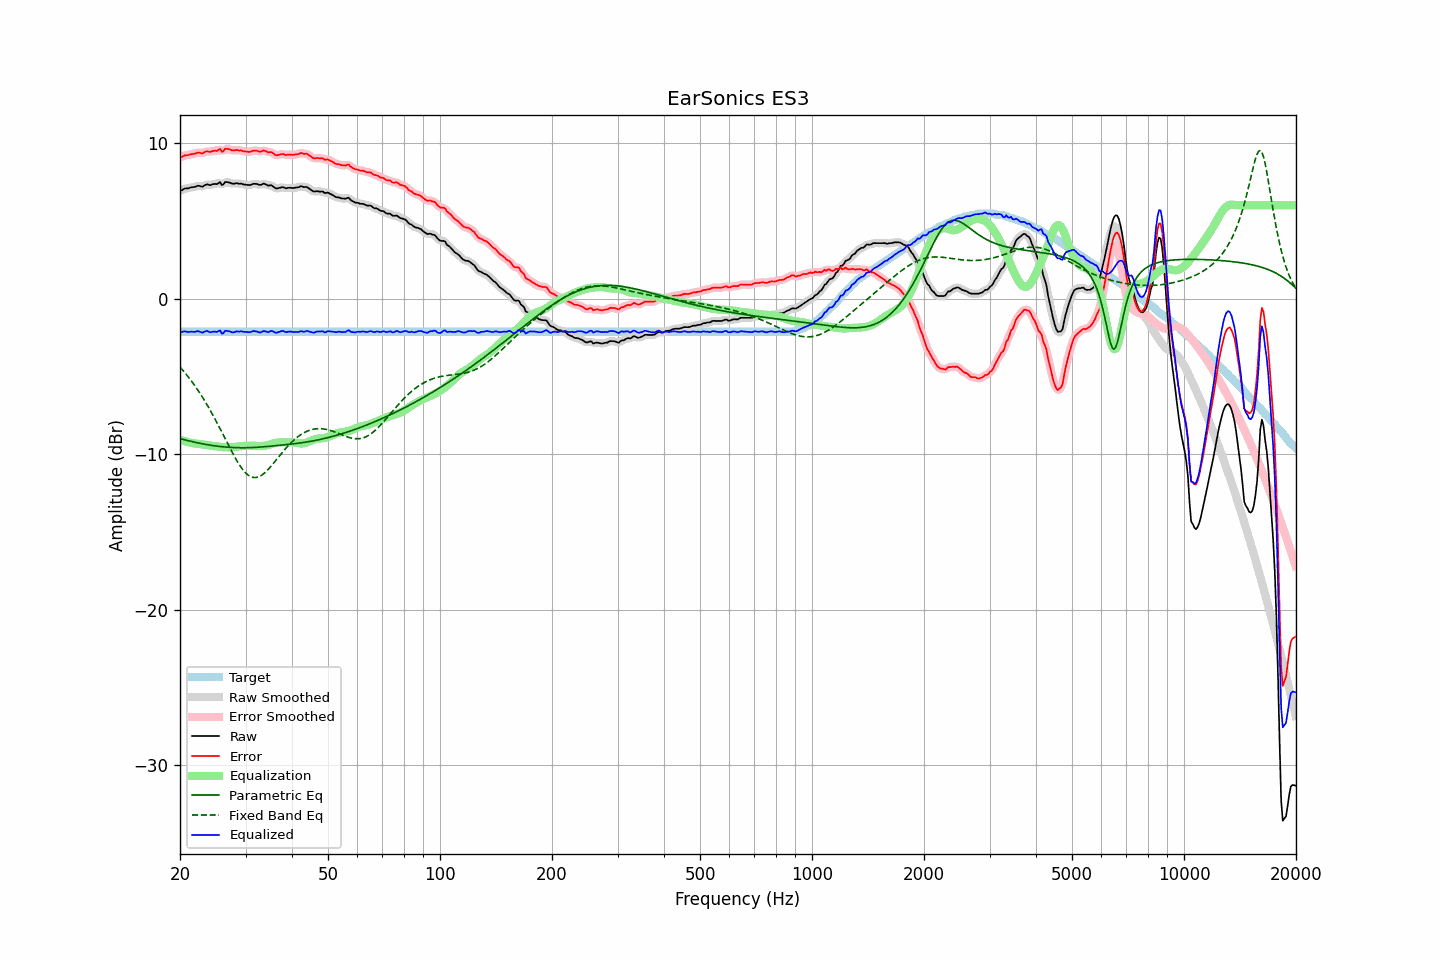 EarSonics ES3
Amplitude (dBr)
10
0
−10
−20
−30
Target
Raw Smoothed
Error Smoothed
Raw
Error
Equalization
Parametric Eq
Fixed Band Eq
Equalized
20 50 100 200 500 1000 2000 5000 10000 20000
Frequency (Hz)